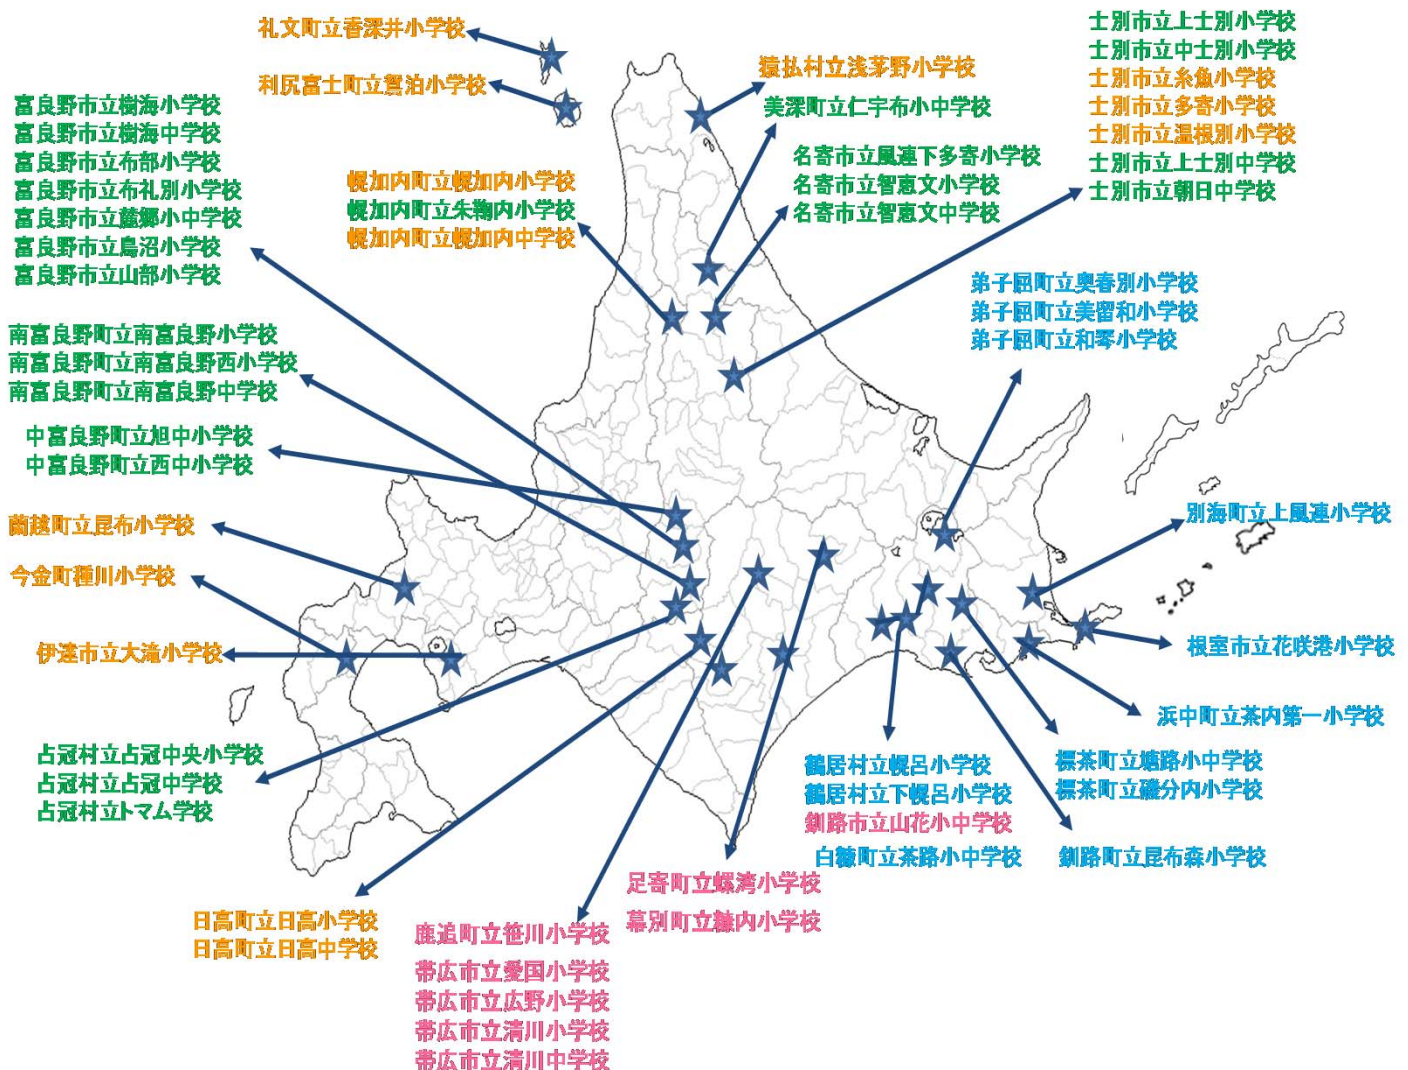 礼文町立香深井小学校
利尻富士町立鴛泊小学校
猿払村立浅茅野小学校
美深町立仁宇布小中学校
士別市立上士別小学校
士別市立中士別小学校
士別市立糸魚小学校
士別市立多寄小学校
士別市立温根別小学校
士別市立上士別中学校
士別市立朝日中学校
富良野市立樹海小学校
富良野市立樹海中学校
富良野市立布部小学校
富良野市立布礼別小学校
富良野市立麓郷小中学校
富良野市立鳥沼小学校
富良野市立山部小学校
幌加内町立幌加内小学校
幌加内町立朱鞠内小学校
幌加内町立幌加内中学校
名寄市立風連下多寄小学校
名寄市立智恵文小学校
名寄市立智恵文中学校
弟子屈町立奥春別小学校
弟子屈町立美留和小学校
弟子屈町立和琴小学校
南富良野町立南富良野小学校
南富良野町立南富良野西小学校
南富良野町立南富良野中学校
中富良野町立旭中小学校
中富良野町立西中小学校
蘭越町立昆布小学校
今金町種川小学校
伊達市立大滝小学校
別海町立上風連小学校
根室市立花咲港小学校
浜中町立茶内第一小学校
占冠村立占冠中央小学校
占冠村立占冠中学校
占冠村立トマム学校
鶴居村立幌呂小学校
鶴居村立下幌呂小学校
釧路市立山花小中学校
白糠町立茶路小中学校
標茶町立塘路小中学校
標茶町立磯分内小学校
釧路町立昆布森小学校
日高町立日高小学校
日高町立日高中学校
足寄町立螺湾小学校
幕別町立糠内小学校
鹿追町立笹川小学校
帯広市立愛国小学校
帯広市立広野小学校
帯広市立清川小学校
帯広市立清川中学校